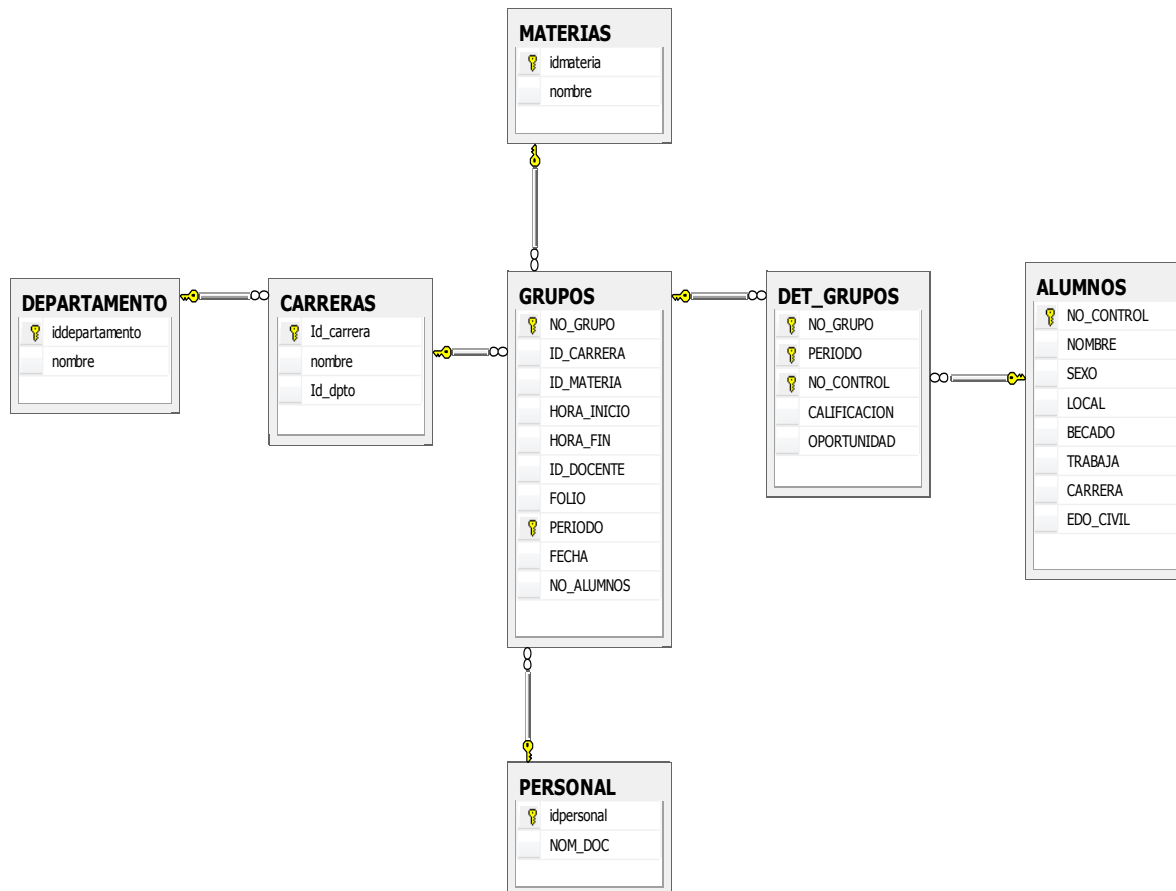 MATERIAS
idmateria
nombre
DEPARTAMENTO
iddepartamento
nombre
CARRERAS
Id_carrera
nombre
Id_dpto
GRUPOS
NO_GRUPO
ID_CARRERA
ID_MATERIA
HORA_INICIO
HORA_FIN
ID_DOCENTE
FOLIO
PERIODO
FECHA
NO_ALUMNOS
DET_GRUPOS
NO_GRUPO
PERIODO
NO_CONTROL
CALIFICACION
OPORTUNIDAD
ALUMNOS
NO_CONTROL
NOMBRE
SEXO
LOCAL
BECADO
TRABAJA
CARRERA
EDO_CIVIL
PERSONAL
idpersonal
NOM_DOC